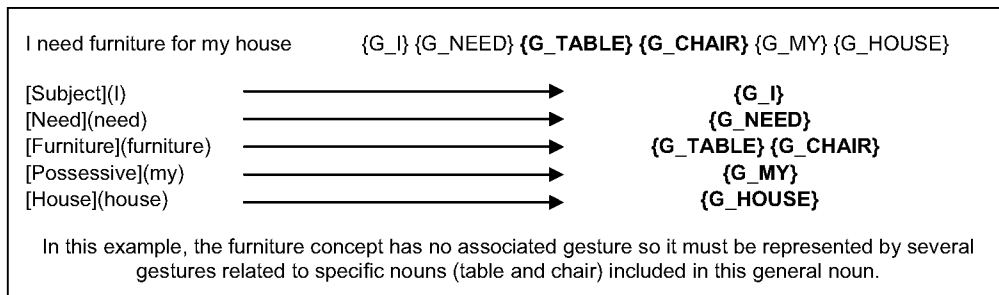 I need furniture for my house {G_I} {G_NEED} {G_TABLE} {G_CHAIR} {G_MY} {G_HOUSE}
[Subject](I) {G_I}
[Need](need) {G_NEED}
[Furniture](furniture) {G_TABLE} {G_CHAIR}
[Possessive](my) {G_MY}
[House](house) {G_HOUSE}
In this example, the furniture concept has no associated gesture so it must be represented by several
gestures related to specific nouns (table and chair) included in this general noun.